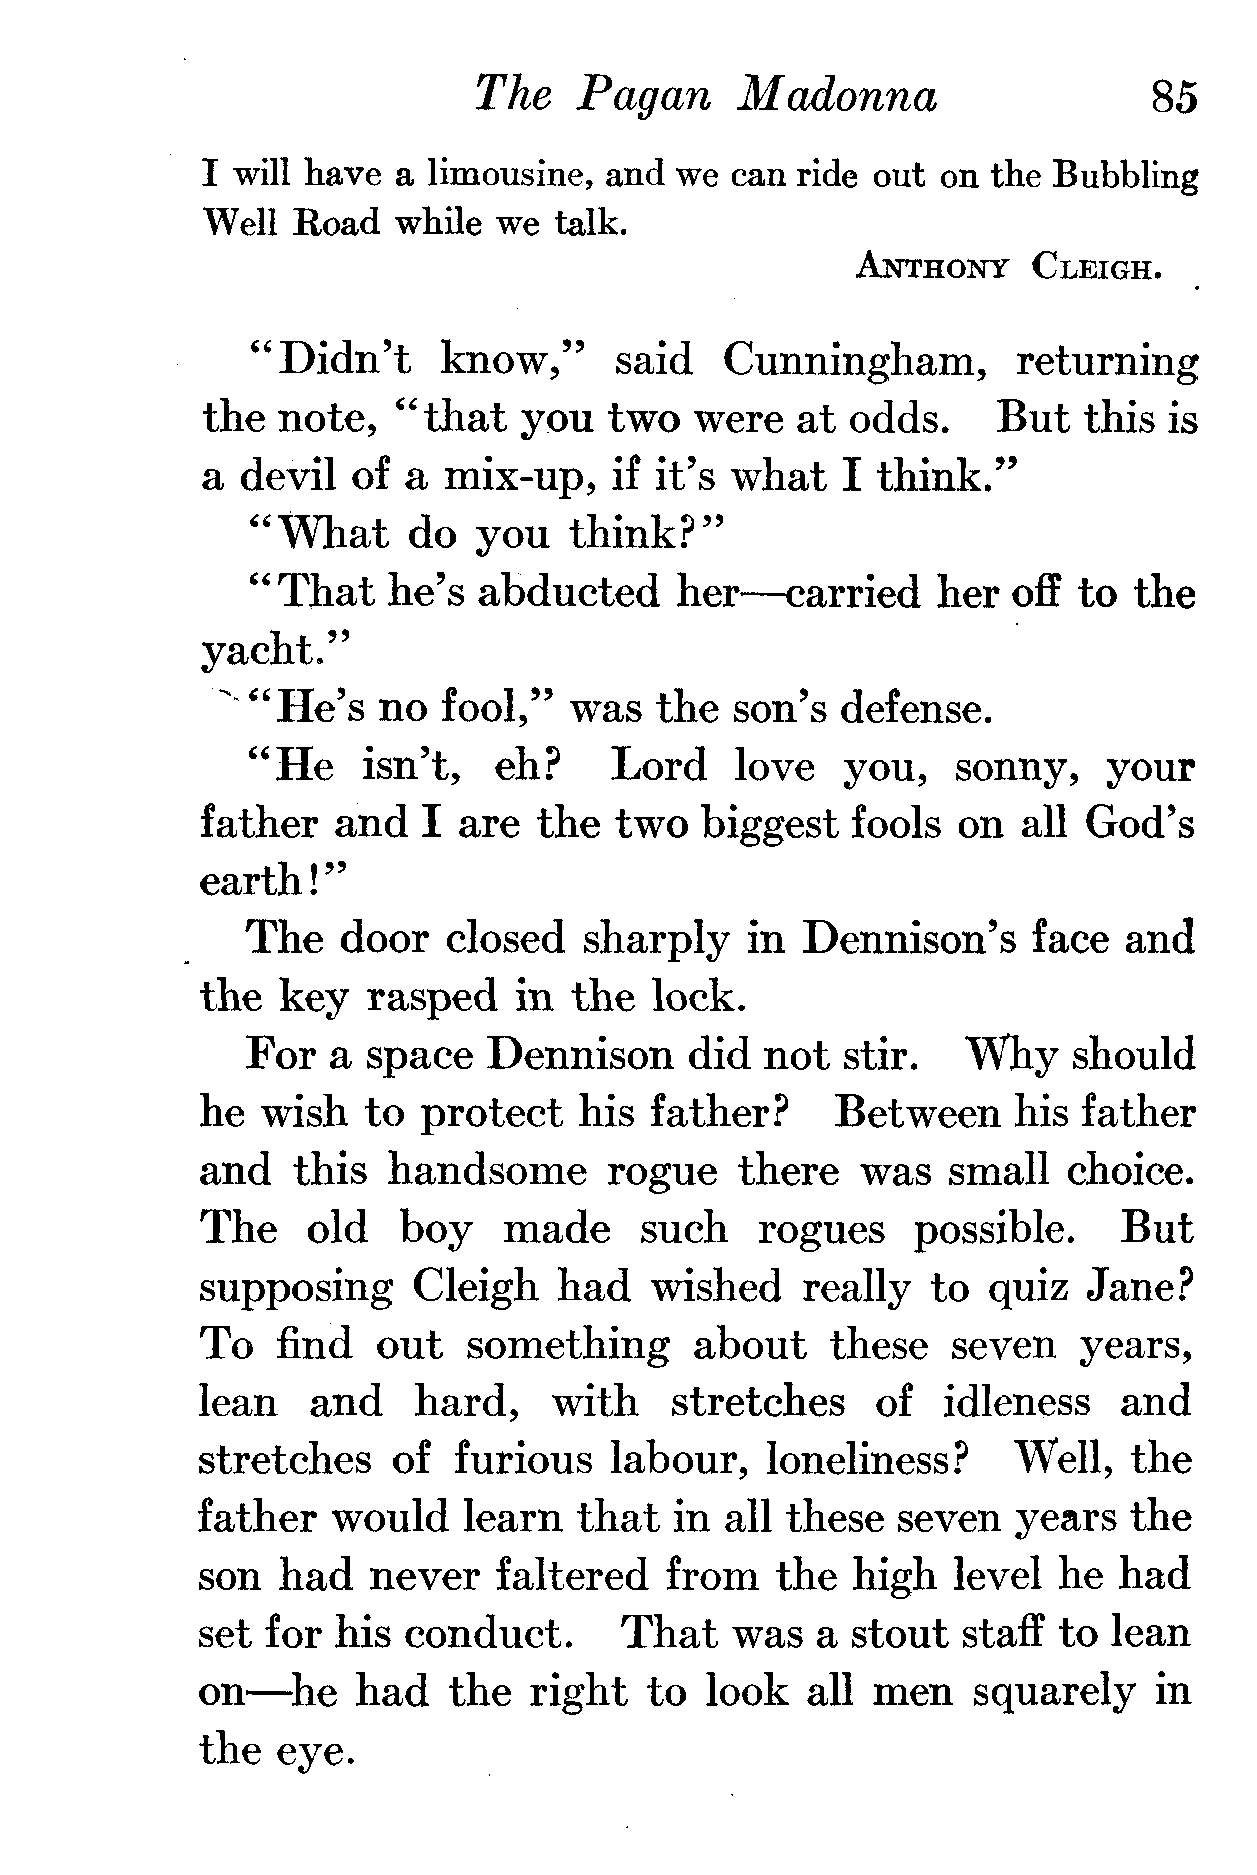 The Pagan Madonna 85
I will have a limousine, and we can ride out on the Bubbling
Well Road while we talk.
ANTHONY CLEIGH.
"Didn't know," said Cunningham, returning
the note, "that you two were at odds. But this is
a devil of a mix-up, if it's what I think."
"What do you think?"
"That he's abducted her—carried her off to the
yacht."
"He's no fool," was the son's defense.
"He isn't, eh? Lord love you, sonny, your
father and I are the two biggest fools on all God's
earth!"
The door closed sharply in Dennison's face and
the key rasped in the lock.
For a space Dennison did not stir. Why should
he wish to protect his father? Between his father
and this handsome rogue there was small choice.
The old boy made such rogues possible. But
supposing Cleigh had wished really to quiz Jane?
To find out something about these seven years,
lean and hard, with stretches of idleness and
stretches of furious labour, loneliness? Well, the
father would learn that in all these seven years the
son had never faltered from the high level he had
set for his conduct. That was a stout staff to lean
on—he had the right to look all men squarely in
the eye.